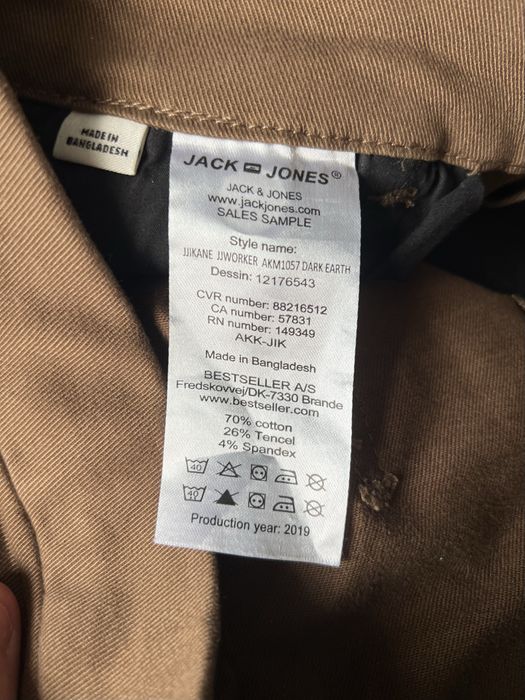 MADE IN
BANGLADESH
JACK JONES®
JACK & JONES
www.jackjones.com
SALES SAMPLE
Style name:
JJIKANE JJWORKER AKM1057 DARK EARTH
Dessin: 12176543
CVR number: 88216512
CA number: 57831
RN number: 149349
AKK-JIK
Made in Bangladesh
BESTSELLER A/S
Fredskovvej/DK-7330 Brande
www.bestseller.com
70% cotton
26% Tencel
4% Spandex
40
40
Production year: 2019